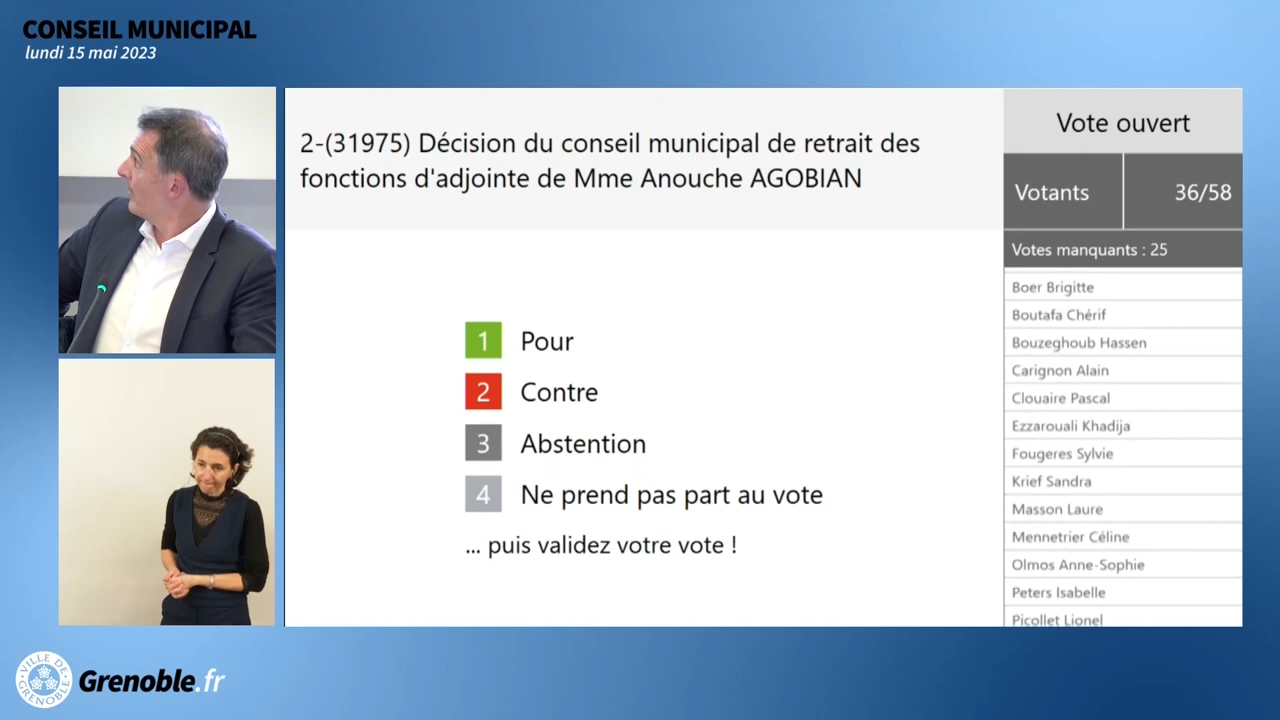 CONSEIL MUNICIPAL
lundi 15 mai 2023
2-(31975) Décision du conseil municipal de retrait des
fonctions d'adjointe de Mme Anouche AGOBIAN
1 Pour
2 Contre
3 Abstention
4 Ne prend pas part au vote
... puis validez votre vote !
Vote ouvert
Votants 36/58
Votes manquants : 25
Boer Brigitte
Boutafa Chérif
Bouzeghoub Hassen
Carignon Alain
Clouaire Pascal
Ezzarouali Khadija
Fougeres Sylvie
Krief Sandra
Masson Laure
Mennetrier Céline
Olmos Anne-Sophie
Peters Isabelle
Picollet Lionel
VILLE DE GRENOBLE
Grenoble.fr